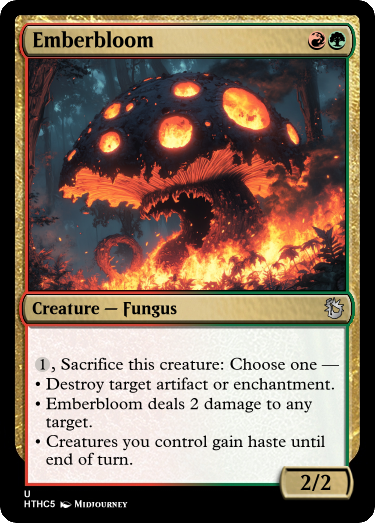 Emberbloom
Creature — Fungus
1, Sacrifice this creature: Choose one —
• Destroy target artifact or enchantment.
• Emberbloom deals 2 damage to any
target.
• Creatures you control gain haste until
end of turn.
2/2
U
HTHC5 Midjourney